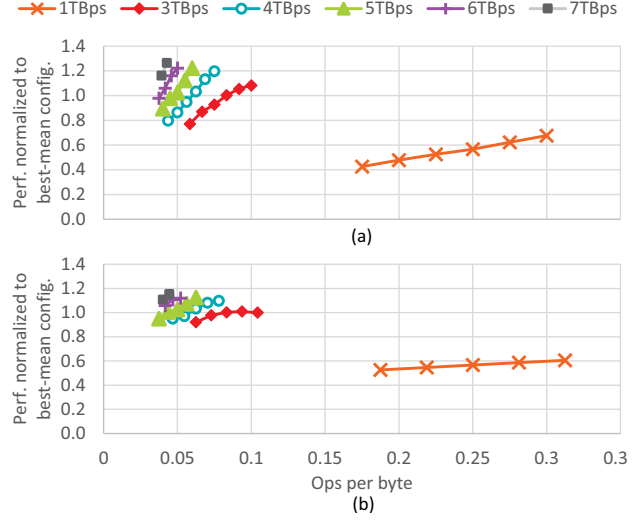 1TBps 3TBps 4TBps 5TBps 6TBps 7TBps
Perf. normalized to
best-mean config.
1.4
1.2
1.0
0.8
0.6
0.4
0.2
0.0
(a)
Perf. normalized to
best-mean config.
1.4
1.2
1.0
0.8
0.6
0.4
0.2
0.0
0 0.05 0.1 0.15 0.2 0.25 0.3 0.3
Ops per byte
(b)